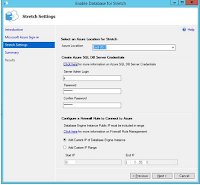 Enable Database for Stretch
Stretch Settings
Introduction
Help
Microsoft Azure Sign-in
Stretch Settings
Summary
Results
Select an Azure Location for Stretch
Azure Location:
Create Azure SQL DB Server Credentials
Click here for more information on Azure SQL DB Server Credentials
Server Admin Login
Password
Confirm Password
Configure a Firewall Rule to Connect to Azure
Database Engine Instance Public IP must be included in range
Click here for more information on Firewall Rule Management
Add Current IP of Database Engine Instance
Add Custom IP Range
Start IP
End IP
< Previous
Next >
Cancel